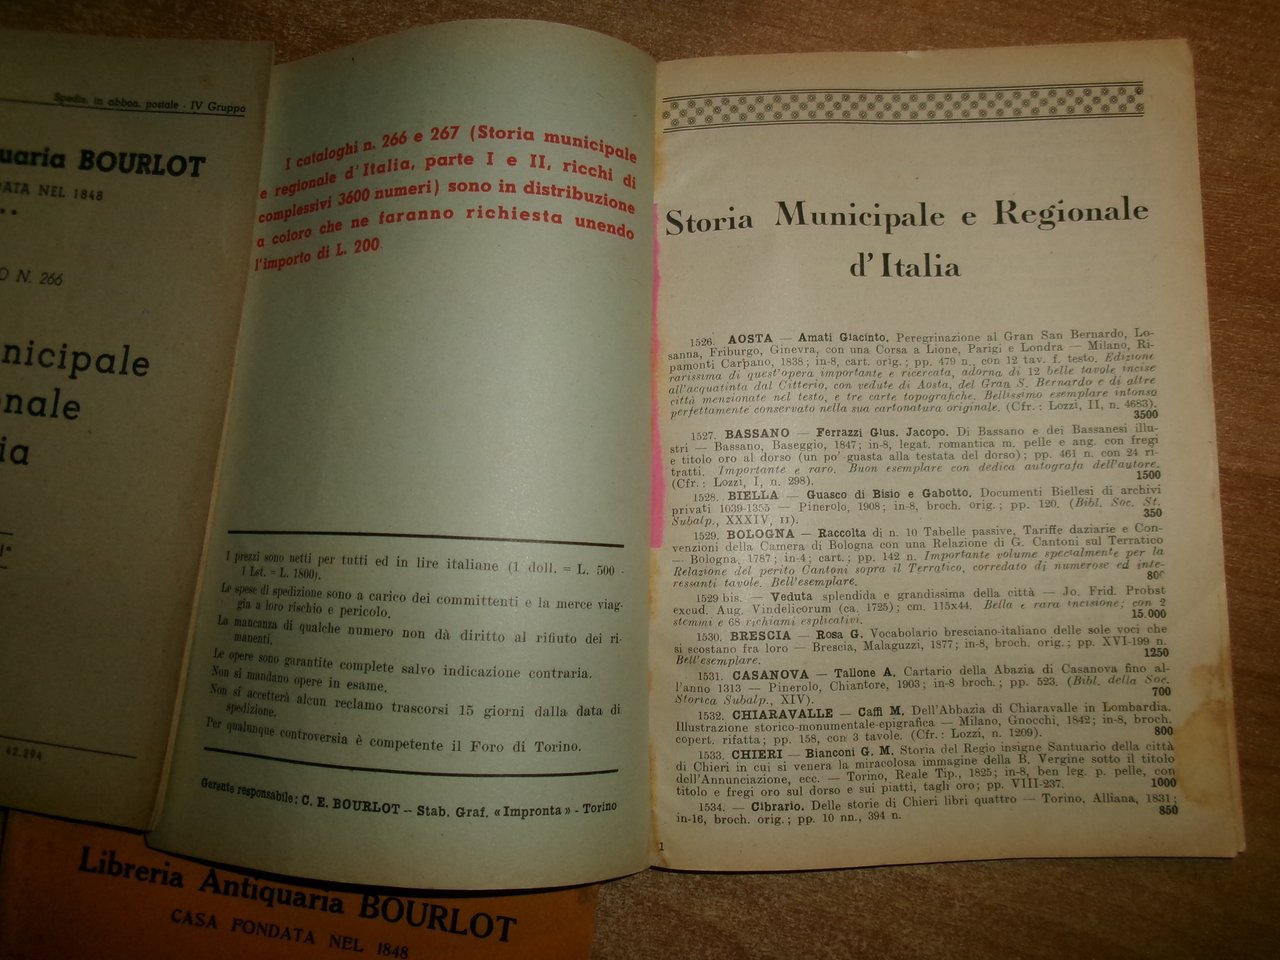 Spediz. in abbon. postale - IV Gruppo
quaria BOURLOT
DATA NEL 1848
O N. 266
nicipale
onale
ia
42.294
I cataloghi n. 266 e 267 (Storia municipale
e regionale d'Italia, parte I e II, ricchi di
complessivi 3600 numeri) sono in distribuzione
a coloro che ne faranno richiesta unendo
l'importo di L. 200
I prezzi sono netti per tutti ed in lire italiane (1 doll. = L. 500 -
1 Lst. = L. 1800).
Le spese di spedizione sono a carico dei committenti e la merce viag-
gia a loro rischio e pericolo.
La mancanza di qualche numero non dà diritto al rifiuto dei ri-
manenti.
Le opere sono garantite complete salvo indicazione contraria.
Non si mandano opere in esame.
Non si accetterà alcun reclamo trascorsi 15 giorni dalla data di
spedizione.
Per qualunque controversia è competente il Foro di Torino.
Gerente responsabile: C. E. BOURLOT -- Stab. Graf. «Impronta» - Torino
Libreria Antiquaria BOURLOT
CASA FONDATA NEL 1848
Storia Municipale e Regionale
d'Italia
1526. AOSTA — Amati Giacinto. Peregrinazione al Gran San Bernardo, Lo-
sanna, Friburgo, Ginevra, con una Corsa a Lione, Parigi e Londra — Milano, Ri-
pamonti Carpano, 1838; in-8, cart. orig.; pp. 479 n., con 12 tav. f. testo. Edizione
rarissima di quest'opera importante e ricercata, adorna di 12 belle tavole incise
all'acquatinta dal Citterio, con vedute di Aosta, del Gran S. Bernardo e di altre
città menzionate nel testo, e tre carte topografiche. Bellissimo esemplare intonso
perfettamente conservato nella sua cartonatura originale. (Cfr.: Lozzi, II, n. 4683).
3500
1527. BASSANO — Ferrazzi Gius. Jacopo. Di Bassano e dei Bassanesi illu-
stri — Bassano, Baseggio, 1847; in-8, legat. romantica m. pelle e ang. con fregi
e titolo oro al dorso (un po' guasta alla testata del dorso); pp. 461 n. con 24 ri-
tratti. Importante e raro. Buon esemplare con dedica autografa dell'autore.
(Cfr.: Lozzi, I, n. 298). 1500
1528. BIELLA — Guasco di Bisio e Gabotto. Documenti Biellesi di archivi
privati 1039-1355 — Pinerolo, 1908; in-8, broch. orig.; pp. 120. (Bibl. Soc. St.
Subalp., XXXIV, II). 350
1529. BOLOGNA — Raccolta di n. 10 Tabelle passive, Tariffe daziarie e Con-
venzioni della Camera di Bologna con una Relazione di G. Cantoni sul Terratico
— Bologna, 1787; in-4; cart.; pp. 142 n. Importante volume specialmente per la
Relazione del perito Cantoni sopra il Terratico, corredato di numerose ed inte-
ressanti tavole. Bell'esemplare. 800
1529 bis. — Veduta splendida e grandissima della città — Jo. Frid. Probst
excud. Aug. Vindelicorum (ca. 1725); cm. 115x44. Bella e rara incisione; con 2
stemmi e 68 richiami esplicativi. 15.000
1530. BRESCIA — Rosa G. Vocabolario bresciano-italiano delle sole voci che
si scostano fra loro — Brescia, Malaguzzi, 1877; in-8, broch. orig.; pp. XVI-199 n.
Bell'esemplare. 1250
1531. CASANOVA — Tallone A. Cartario della Abazia di Casanova fino al-
l'anno 1313 — Pinerolo, Chiantore, 1903; in-8 broch.; pp. 523. (Bibl. della Soc.
Storica Subalp., XIV). 700
1532. CHIARAVALLE — Caffi M. Dell'Abbazia di Chiaravalle in Lombardia.
Illustrazione storico-monumentale-epigrafica — Milano, Gnocchi, 1842; in-8, broch.
copert. rifatta; pp. 158, con 3 tavole. (Cfr.: Lozzi, n. 1209). 800
1533. CHIERI — Bianconi G. M. Storia del Regio insigne Santuario della città
di Chieri in cui si venera la miracolosa immagine della B. Vergine sotto il titolo
dell'Annunciazione, ecc. — Torino, Reale Tip., 1825; in-8, ben leg. p. pelle, con
titolo e fregi oro sul dorso e sui piatti, tagli oro; pp. VIII-237. 1000
1534. — Cibrario. Delle storie di Chieri libri quattro — Torino, Alliana, 1831;
in-16, broch. orig.; pp. 10 nn., 394 n. 850
1